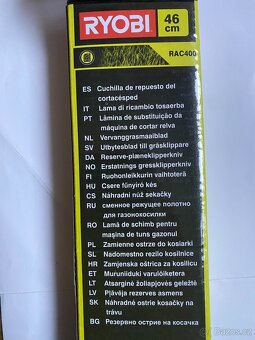 RYOBI
46 cm
RAC400
ES Cuchilla de repuesto del
cortacésped
IT Lama di ricambio tosaerba
PT Lâmina de substituição da
máquina de cortar relva
NL Vervanggrasmaaiblad
SV Utbytesblad till gräsklippare
DA Reserve-plæneklipperkniv
NO Erstatnings gressklipperkniv
FI Ruohonleikkurin vaihtoterä
HU Csere fűnyíró kés
CS Náhradní nůž sekačky
RU сменное режущее полотно
для газонокосилки
RO Lamă de schimb pentru
mașina de tuns gazonul
PL Zamienne ostrze do kosiarki
SL Nadomestno rezilo kosilnice
HR Zamjenska oštrica za kosilicu
ET Muruniiduki varulõiketera
LT Atsarginė žoliapjovės geležtė
LV Pļāvēja rezerves asmens
SK Náhradné ostrie kosačky na
trávu
BG Резервно острие на косачка